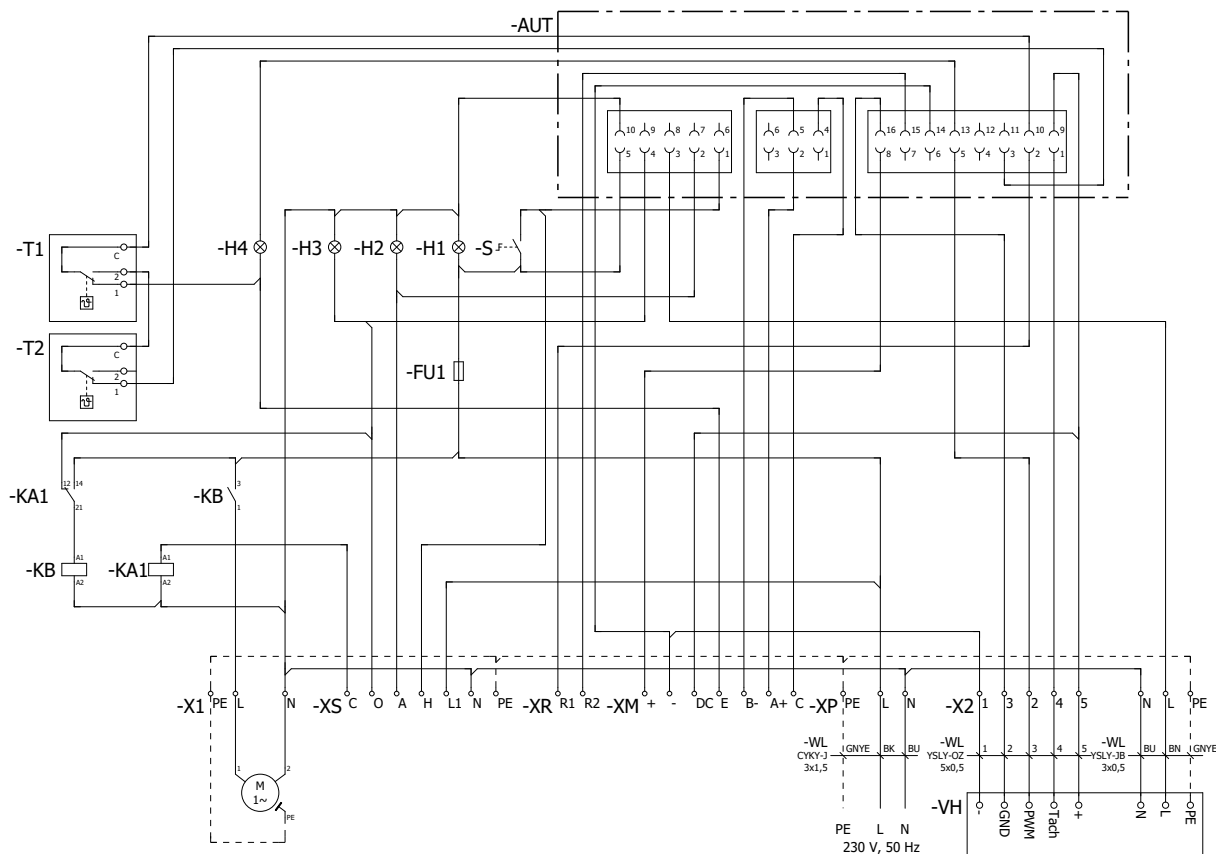 -AUT
10 9 8 7 6
5 4 3 2 1
6 5 4
3 2 1
16 15 14 13 12 11 10 9
8 7 6 5 4 3 2 1
-T1
C
2
1
-H4 -H3 -H2 -H1 -S
-T2
C
2
1
-FU1
-KA1
12 14
21
-KB
3
1
-KB
A1
A2
-KA1
A1
A2
-X1 PE L N -XS C O A H L1 N PE -XR R1 R2 -XM + - DC E B- A+ C -XP PE L N -X2 1 3 2 4 5 N L PE
-WL
CYKY-J
3x1,5
GNYE BK BU
-WL
YSLY-OZ
5x0,5
1 2 3 4 5
-WL
YSLY-JB
3x0,5
BU BN GNYE
1 2
M
1~
PE
-VH
- GND PWM Tach + N L PE
PE L N
230 V, 50 Hz